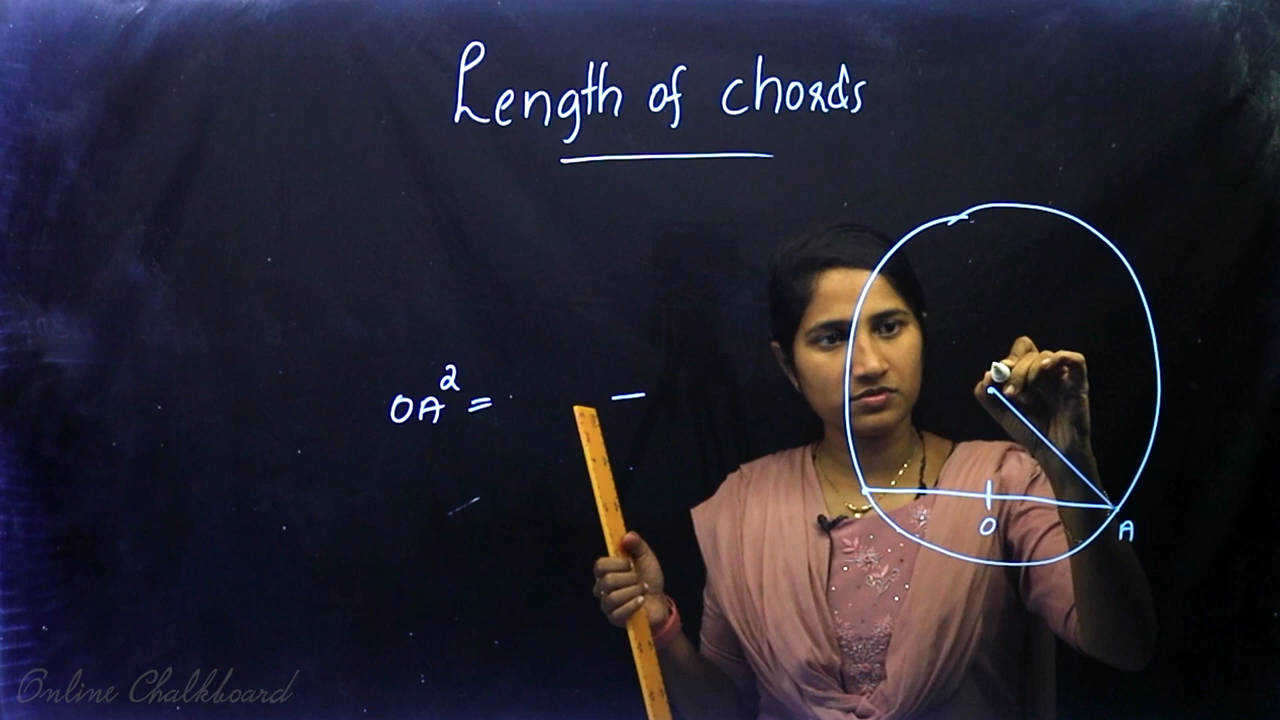 Length of chords
OA² = —
O
A
Online Chalkboard